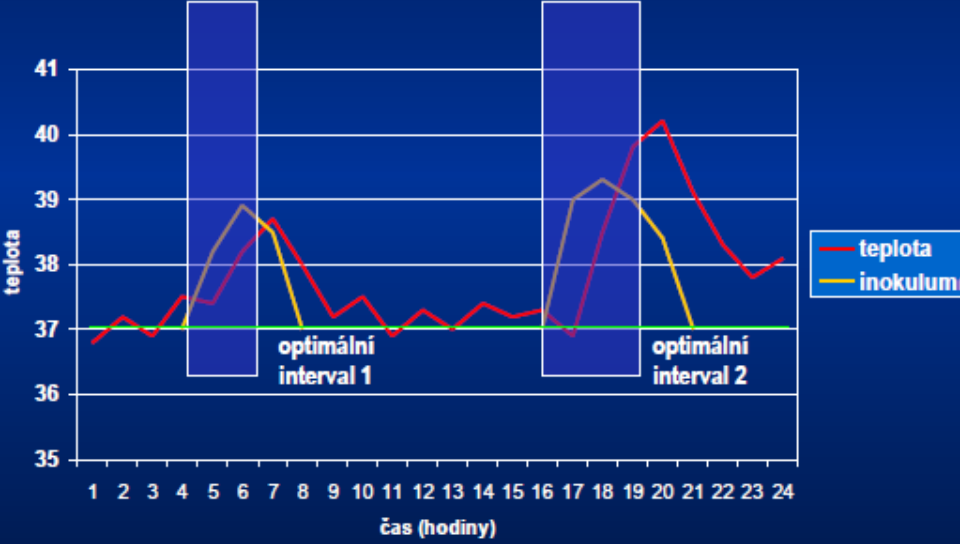 41
40
39
38
37
36
35
teplota
optimální
interval 1
optimální
interval 2
teplota
inokulum
1 2 3 4 5 6 7 8 9 10 11 12 13 14 15 16 17 18 19 20 21 22 23 24
čas (hodiny)